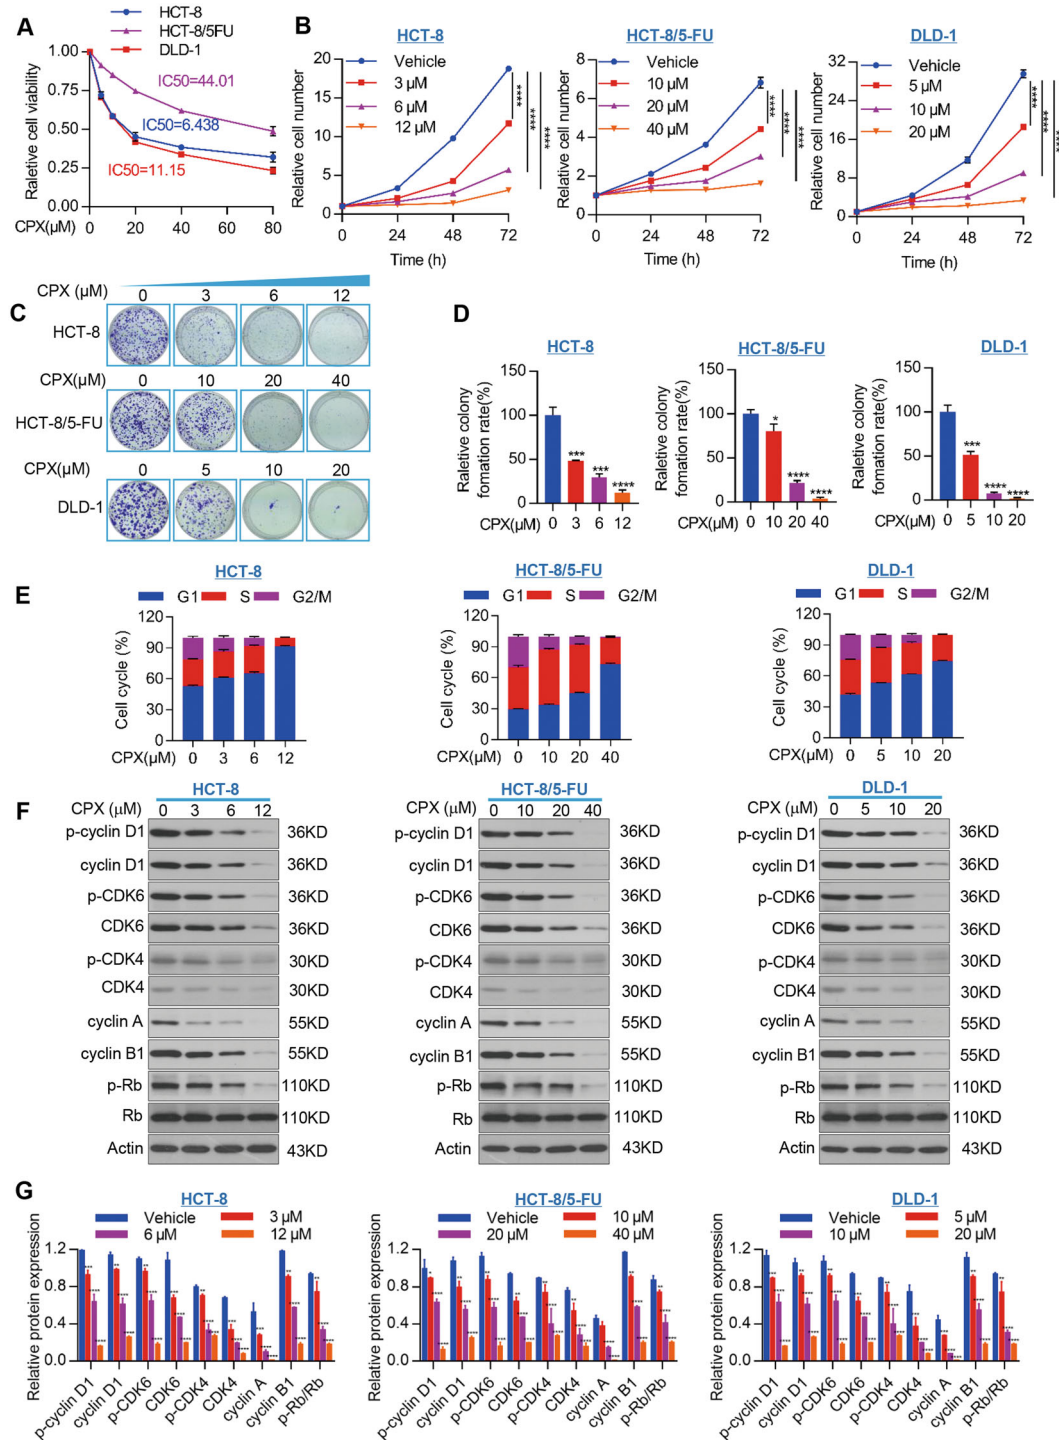 A
HCT-8
HCT-8/5FU
DLD-1
Raletive cell viability
1.00
0.75
0.50
0.25
0.00
IC50=44.01
IC50=6.438
IC50=11.15
CPX(μM)
0 20 40 60 80
B
HCT-8
Relative cell number
20
15
10
5
0
Vehicle
3 μM
6 μM
12 μM
**** **** ****
0 24 48 72
Time (h)
HCT-8/5-FU
Relative cell number
8
6
4
2
0
Vehicle
10 μM
20 μM
40 μM
**** **** ****
0 24 48 72
Time (h)
DLD-1
Relative cell number
32
24
16
8
0
Vehicle
5 μM
10 μM
20 μM
**** **** ****
0 24 48 72
Time (h)
C
CPX (μM)
0 3 6 12
HCT-8
CPX(μM)
0 10 20 40
HCT-8/5-FU
CPX(μM)
0 5 10 20
DLD-1
D
HCT-8
Raletive colony
fomation rate(%)
150
100
50
0
*** *** ****
CPX(μM) 0 3 6 12
HCT-8/5-FU
Raletive colony
fomation rate(%)
150
100
50
0
* **** ****
CPX(μM) 0 10 20 40
DLD-1
Raletive colony
fomation rate(%)
150
100
50
0
*** **** ****
CPX(μM) 0 5 10 20
E
HCT-8
G1 S G2/M
Cell cycle (%)
120
90
60
30
0
CPX(μM) 0 3 6 12
HCT-8/5-FU
G1 S G2/M
Cell cycle (%)
120
90
60
30
0
CPX(μM) 0 10 20 40
DLD-1
G1 S G2/M
Cell cycle (%)
120
90
60
30
0
CPX(μM) 0 5 10 20
F
HCT-8
CPX (μM) 0 3 6 12
p-cyclin D1 36KD
cyclin D1 36KD
p-CDK6 36KD
CDK6 36KD
p-CDK4 30KD
CDK4 30KD
cyclin A 55KD
cyclin B1 55KD
p-Rb 110KD
Rb 110KD
Actin 43KD
HCT-8/5-FU
CPX (μM) 0 10 20 40
p-cyclin D1 36KD
cyclin D1 36KD
p-CDK6 36KD
CDK6 36KD
p-CDK4 30KD
CDK4 30KD
cyclin A 55KD
cyclin B1 55KD
p-Rb 110KD
Rb 110KD
Actin 43KD
DLD-1
CPX (μM) 0 5 10 20
p-cyclin D1 36KD
cyclin D1 36KD
p-CDK6 36KD
CDK6 36KD
p-CDK4 30KD
CDK4 30KD
cyclin A 55KD
cyclin B1 55KD
p-Rb 110KD
Rb 110KD
Actin 43KD
G
HCT-8
Vehicle 3 μM
6 μM 12 μM
Relative protein expression
1.2
0.8
0.4
0.0
p-cyclin D1
cyclin D1
p-CDK6
CDK6
p-CDK4
CDK4
cyclin A
cyclin B1
p-Rb/Rb
HCT-8/5-FU
Vehicle 10 μM
20 μM 40 μM
Relative protein expression
1.2
0.8
0.4
0.0
p-cyclin D1
cyclin D1
p-CDK6
CDK6
p-CDK4
CDK4
cyclin A
cyclin B1
p-Rb/Rb
DLD-1
Vehicle 5 μM
10 μM 20 μM
Relative protein expression
1.2
0.8
0.4
0.0
p-cyclin D1
cyclin D1
p-CDK6
CDK6
p-CDK4
CDK4
cyclin A
cyclin B1
p-Rb/Rb